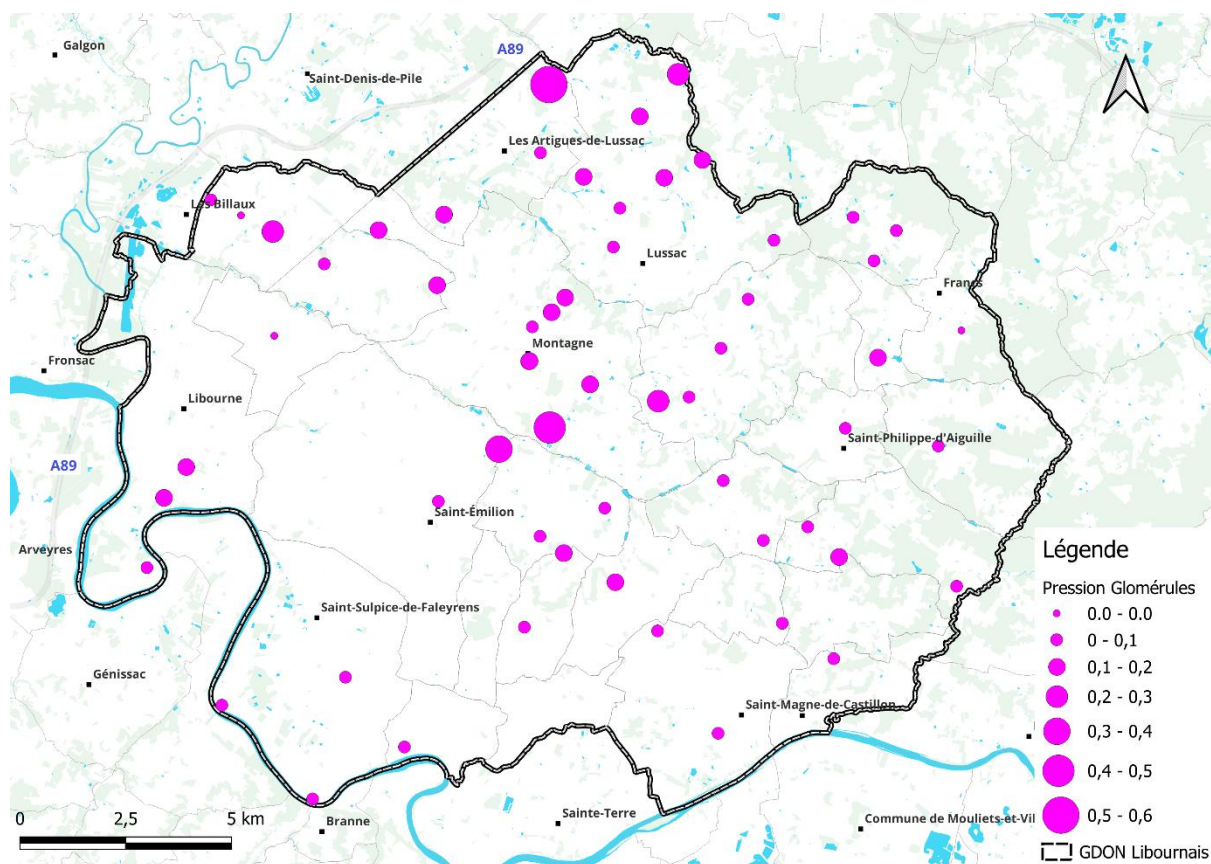 Galgon
A89
Saint-Denis-de-Pile
Les Artigues-de-Lussac
Les Billaux
Lussac
Francs
Fronsac
Montagne
Libourne
A89
Saint-Philippe-d'Aiguille
Saint-Émilion
Arveyres
Saint-Sulpice-de-Faleyrens
Génissac
Saint-Magne-de-Castillon
Sainte-Terre
Branne
Commune de Mouliets-et-Vil
0
2,5
5 km
Légende
Pression Glomérules
0.0 - 0.0
0 - 0,1
0,1 - 0,2
0,2 - 0,3
0,3 - 0,4
0,4 - 0,5
0,5 - 0,6
GDON Libournais